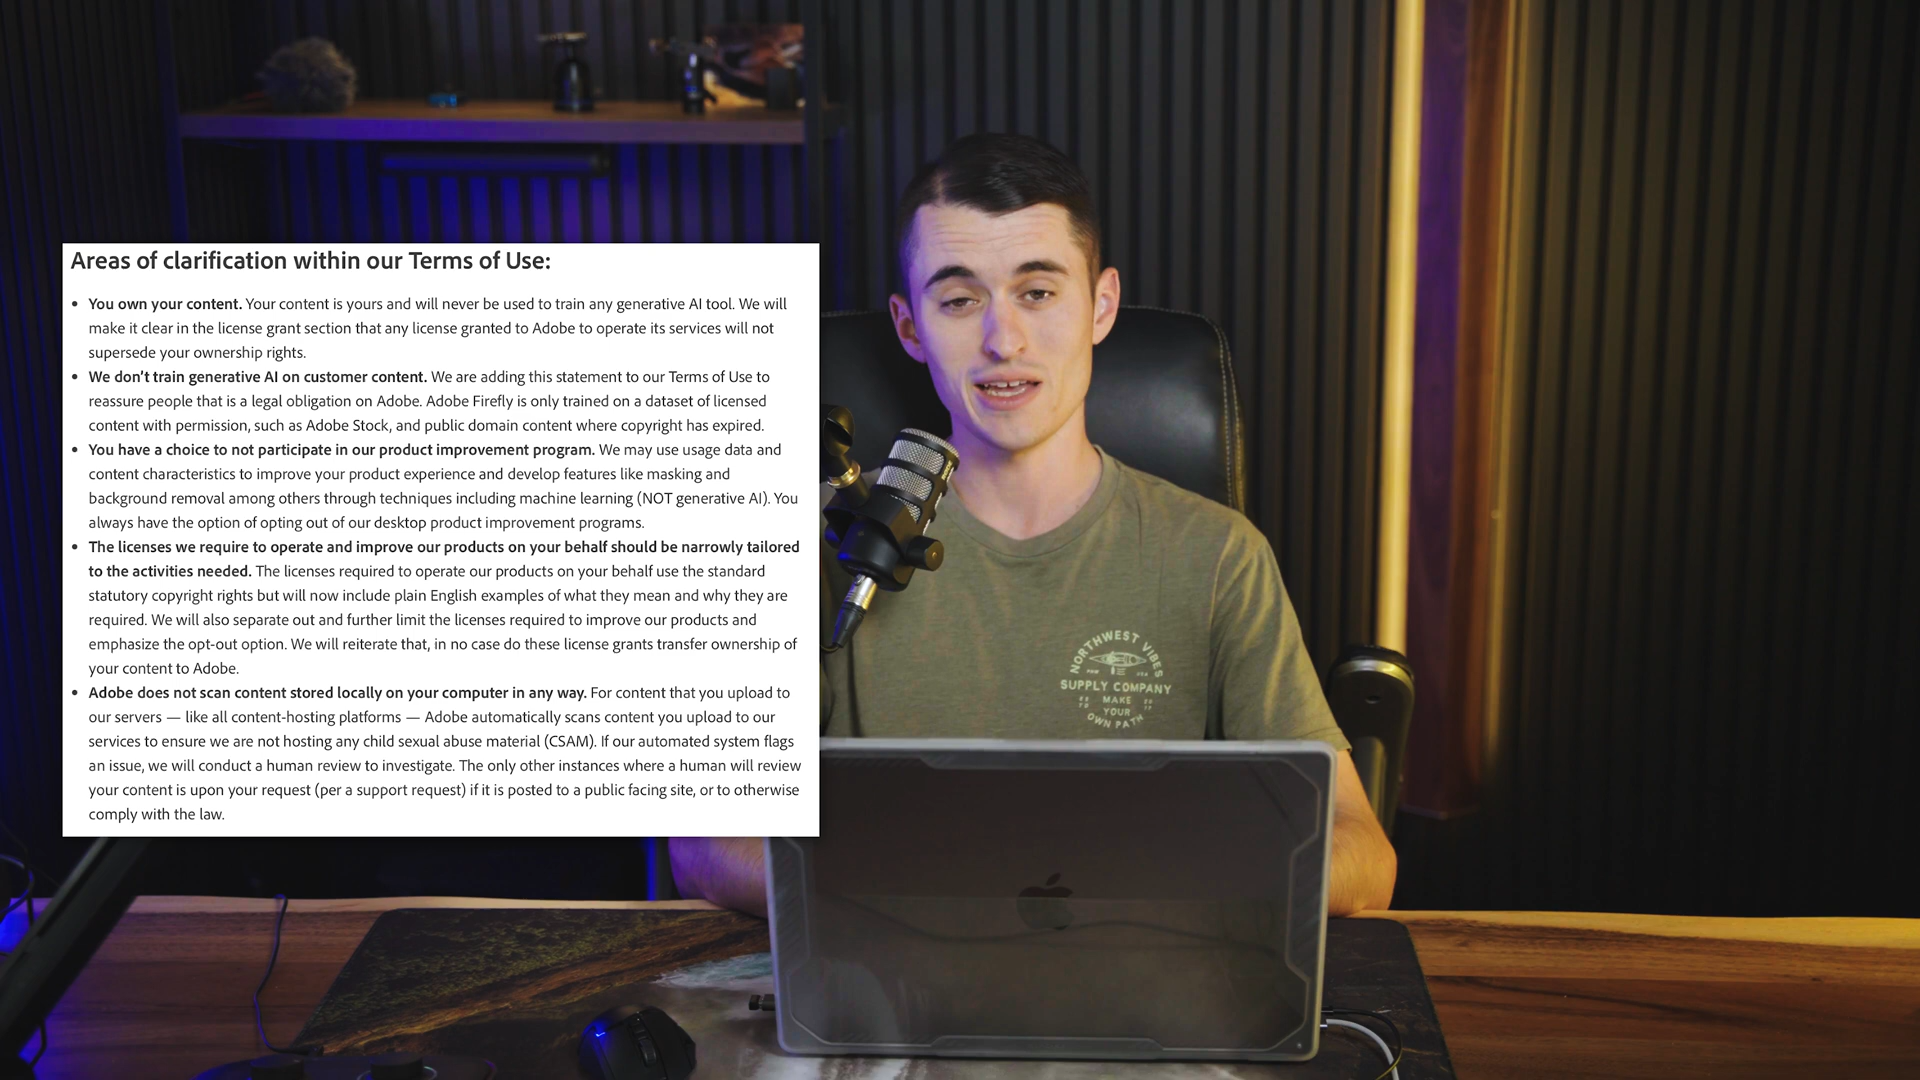 Areas of clarification within our Terms of Use:
• You own your content. Your content is yours and will never be used to train any generative AI tool. We will
make it clear in the license grant section that any license granted to Adobe to operate its services will not
supersede your ownership rights.
• We don't train generative AI on customer content. We are adding this statement to our Terms of Use to
reassure people that is a legal obligation on Adobe. Adobe Firefly is only trained on a dataset of licensed
content with permission, such as Adobe Stock, and public domain content where copyright has expired.
• You have a choice to not participate in our product improvement program. We may use usage data and
content characteristics to improve your product experience and develop features like masking and
background removal among others through techniques including machine learning (NOT generative AI). You
always have the option of opting out of our desktop product improvement programs.
• The licenses we require to operate and improve our products on your behalf should be narrowly tailored
to the activities needed. The licenses required to operate our products on your behalf use the standard
statutory copyright rights but will now include plain English examples of what they mean and why they are
required. We will also separate out and further limit the licenses required to improve our products and
emphasize the opt-out option. We will reiterate that, in no case do these license grants transfer ownership of
your content to Adobe.
• Adobe does not scan content stored locally on your computer in any way. For content that you upload to
our servers — like all content-hosting platforms — Adobe automatically scans content you upload to our
services to ensure we are not hosting any child sexual abuse material (CSAM). If our automated system flags
an issue, we will conduct a human review to investigate. The only other instances where a human will review
your content is upon your request (per a support request) if it is posted to a public facing site, or to otherwise
comply with the law.
NORTHWEST VIBES
SUPPLY COMPANY
MAKE
YOUR
OWN PATH